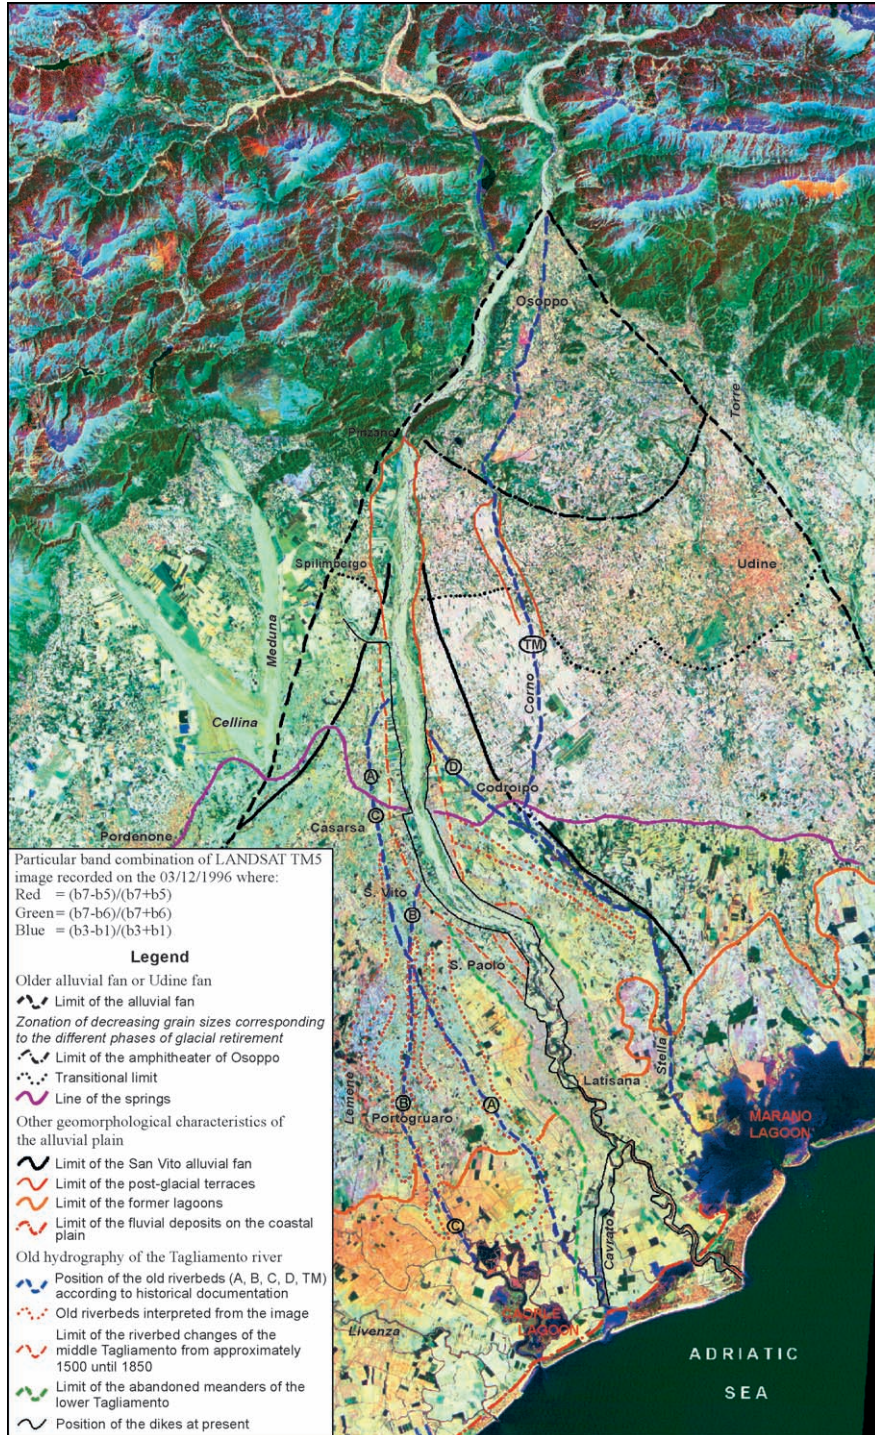 Osoppo
Torre
Pinzano
Spilimbergo
Udine
Meduna
TM
Corno
Cellina
A
D
Codroipo
C
Casarsa
Pordenone
S. Vito
B
S. Paolo
Stella
Latisana
Lemene
B
A
Portogruaro
MARANO
LAGOON
C
Cavrato
CAORLE
LAGOON
Livenza
ADRIATIC
SEA
Particular band combination of LANDSAT TM5
image recorded on the 03/12/1996 where:
Red = (b7-b5)/(b7+b5)
Green = (b7-b6)/(b7+b6)
Blue = (b3-b1)/(b3+b1)
Legend
Older alluvial fan or Udine fan
Limit of the alluvial fan
Zonation of decreasing grain sizes corresponding
to the different phases of glacial retirement
Limit of the amphitheater of Osoppo
Transitional limit
Line of the springs
Other geomorphological characteristics of
the alluvial plain
Limit of the San Vito alluvial fan
Limit of the post-glacial terraces
Limit of the former lagoons
Limit of the fluvial deposits on the coastal
plain
Old hydrography of the Tagliamento river
Position of the old riverbeds (A, B, C, D, TM)
according to historical documentation
Old riverbeds interpreted from the image
Limit of the riverbed changes of the
middle Tagliamento from approximately
1500 until 1850
Limit of the abandoned meanders of the
lower Tagliamento
Position of the dikes at present